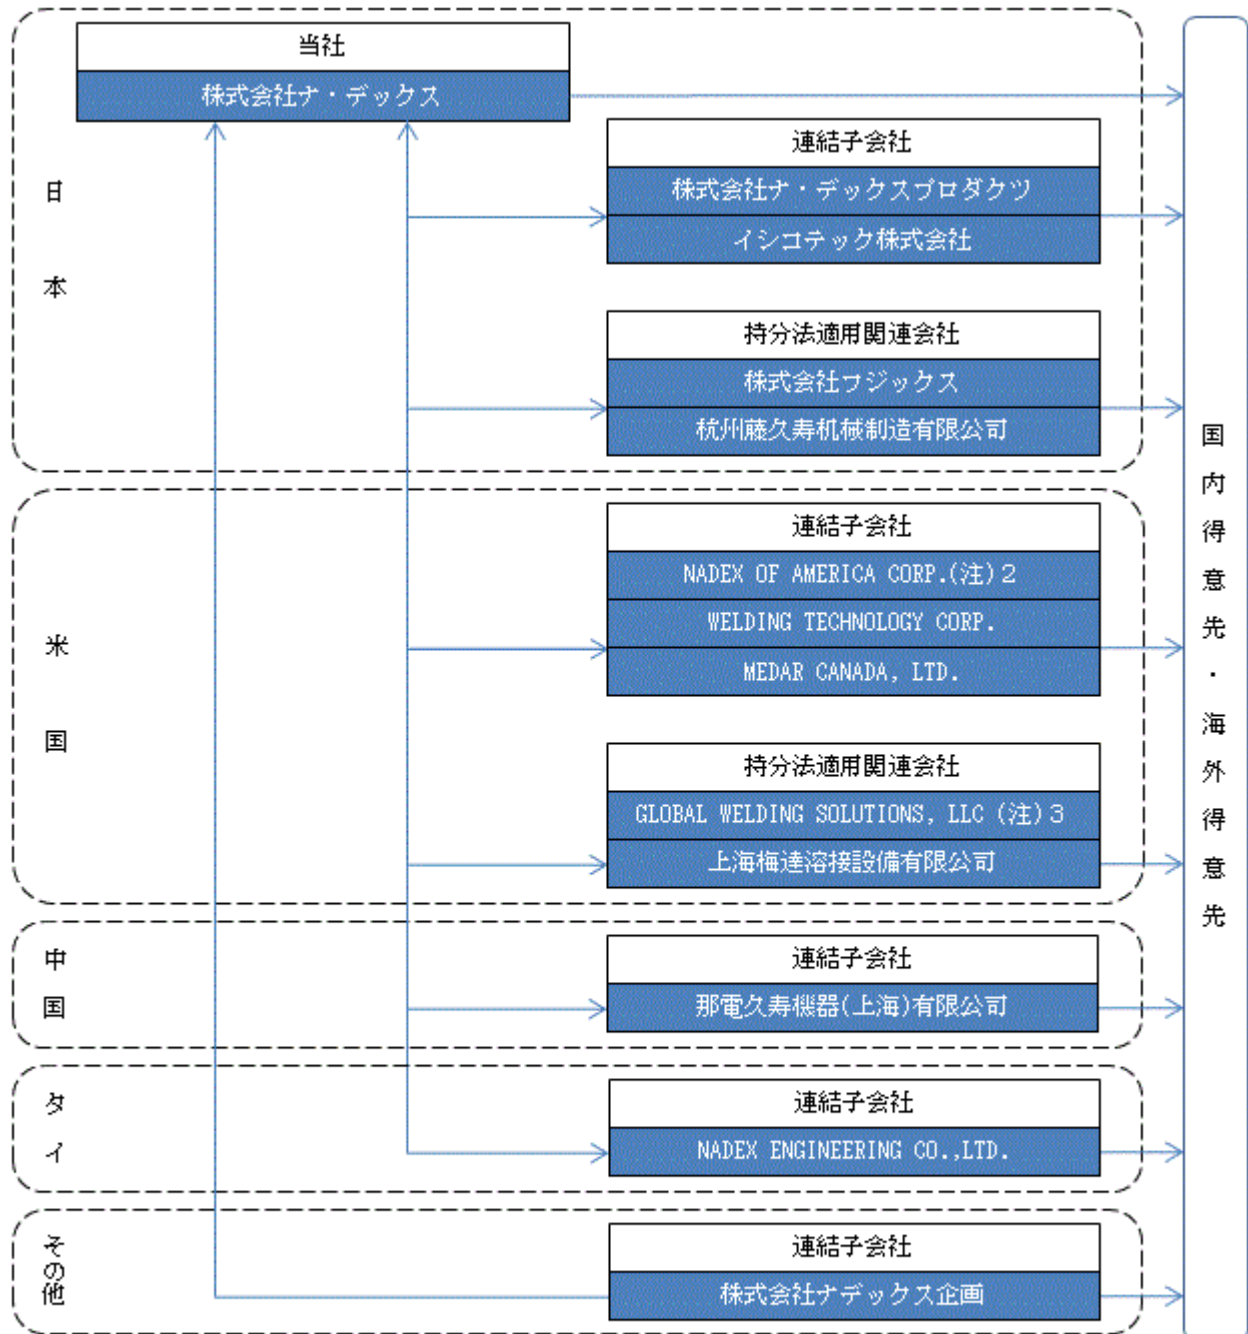 当社
株式会社ナ・デックス
日本
連結子会社
株式会社ナ・デックスプロダクツ
イシコテック株式会社
持分法適用関連会社
株式会社フジックス
杭州藤久寿机械制造有限公司
米国
連結子会社
NADEX OF AMERICA CORP.(注)2
WELDING TECHNOLOGY CORP.
MEDAR CANADA, LTD.
持分法適用関連会社
GLOBAL WELDING SOLUTIONS, LLC (注)3
上海梅達溶接設備有限公司
中国
連結子会社
那電久寿機器(上海)有限公司
タイ
連結子会社
NADEX ENGINEERING CO.,LTD.
その他
連結子会社
株式会社ナデックス企画
国内得意先・海外得意先